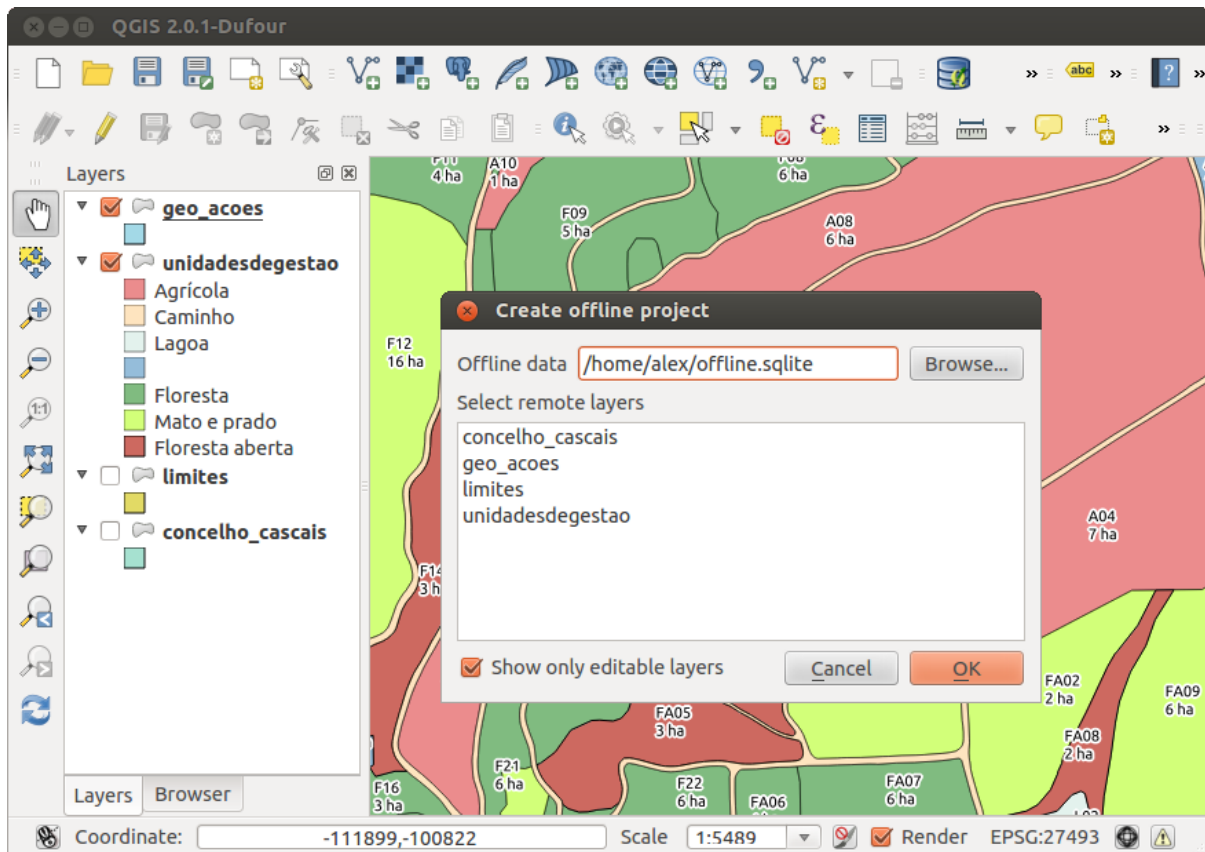 QGIS 2.0.1-Dufour
abc
?
Layers
geo_acoes
unidadesdegestao
Agrícola
Caminho
Lagoa
Floresta
Mato e prado
Floresta aberta
limites
concelho_cascais
Layers
Browser
1:1
F11
4 ha
A10
1 ha
6 ha
F09
5 ha
A08
6 ha
F12
16 ha
A04
7 ha
Create offline project
Offline data
/home/alex/offline.sqlite
Browse...
Select remote layers
concelho_cascais
geo_acoes
limites
unidadesdegestao
Show only editable layers
Cancel
OK
FA02
2 ha
FA09
6 ha
FA05
3 ha
FA08
2 ha
F21
6 ha
F16
3 ha
F22
6 ha
FA06
FA07
6 ha
Coordinate:
-111899,-100822
Scale
1:5489
Render
EPSG:27493